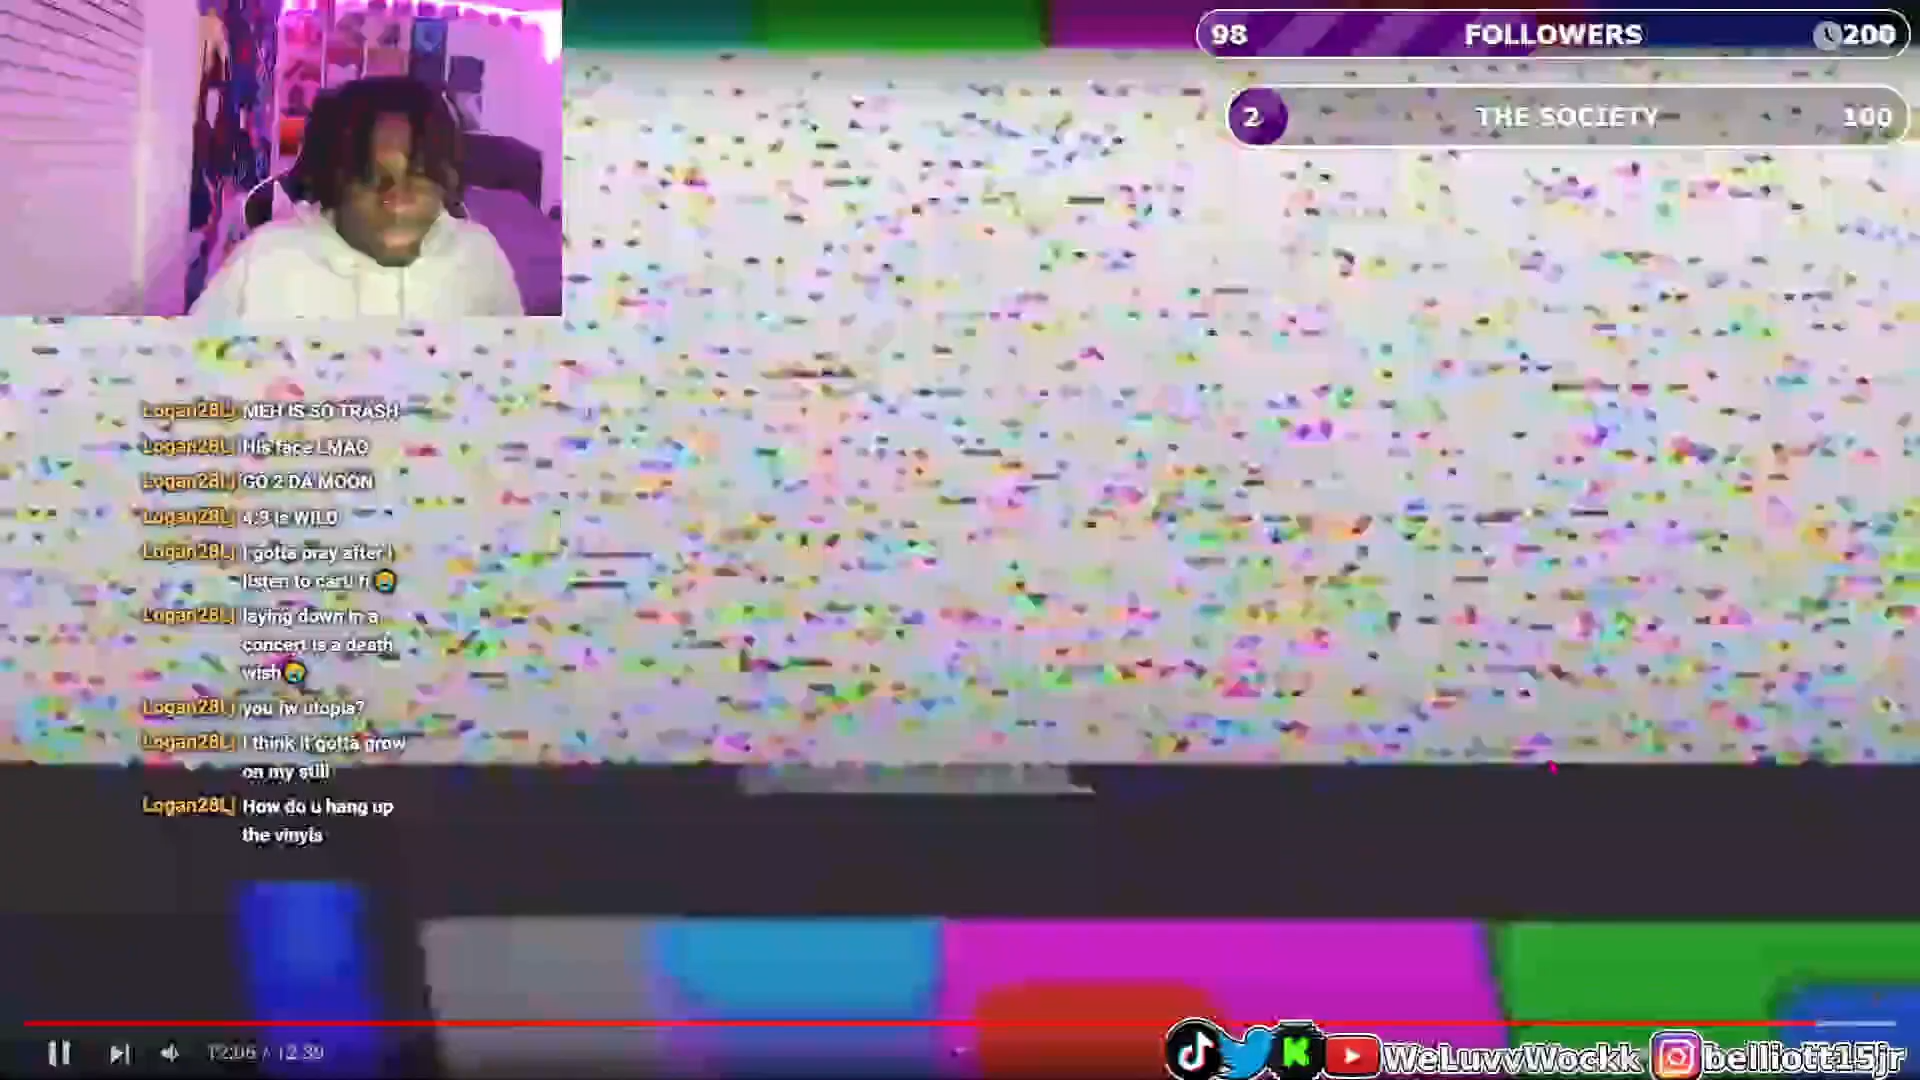 98 FOLLOWERS 200
2 THE SOCIETY 100
Logan28Lj MEH IS SO TRASH
Logan28Lj His face LMAO
Logan28Lj GO 2 DA MOON
Logan28Lj 4:3 is WILD
Logan28Lj I gotta pray after I
listen to carti fr
Logan28Lj laying down in a
concert is a death
wish
Logan28Lj you fw utopia?
Logan28Lj I think it gotta grow
on my still
Logan28Lj How do u hang up
the vinyls
12:06 / 12:39
WeLuvvWockk belliott15jr